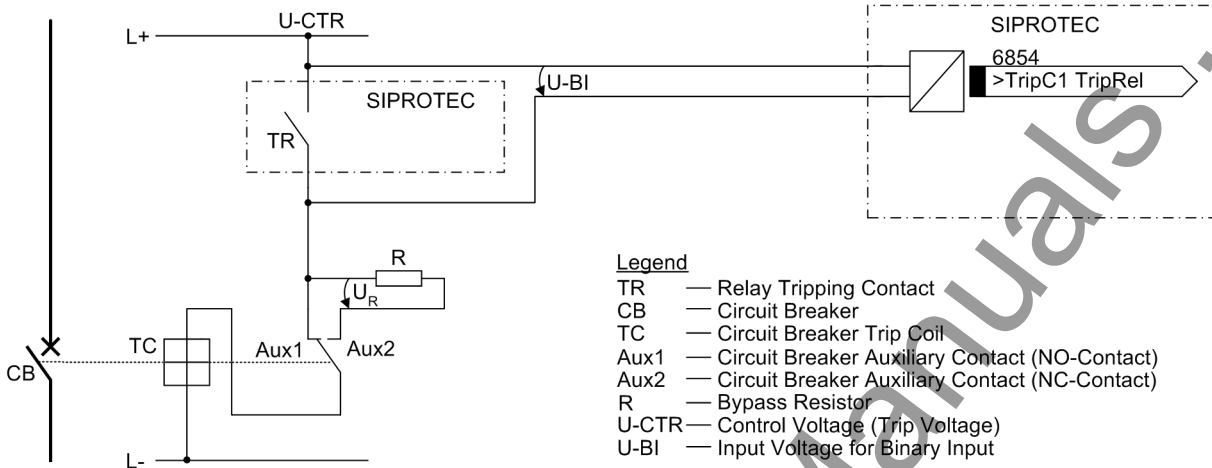 U-CTR
L+
SIPROTEC
6854
>TripC1 TripRel
U-BI
SIPROTEC
TR
R
UR
TC
Aux1
Aux2
CB
L-
Legend
TR — Relay Tripping Contact
CB — Circuit Breaker
TC — Circuit Breaker Trip Coil
Aux1 — Circuit Breaker Auxiliary Contact (NO-Contact)
Aux2 — Circuit Breaker Auxiliary Contact (NC-Contact)
R — Bypass Resistor
U-CTR — Control Voltage (Trip Voltage)
U-BI — Input Voltage for Binary Input
Manuals